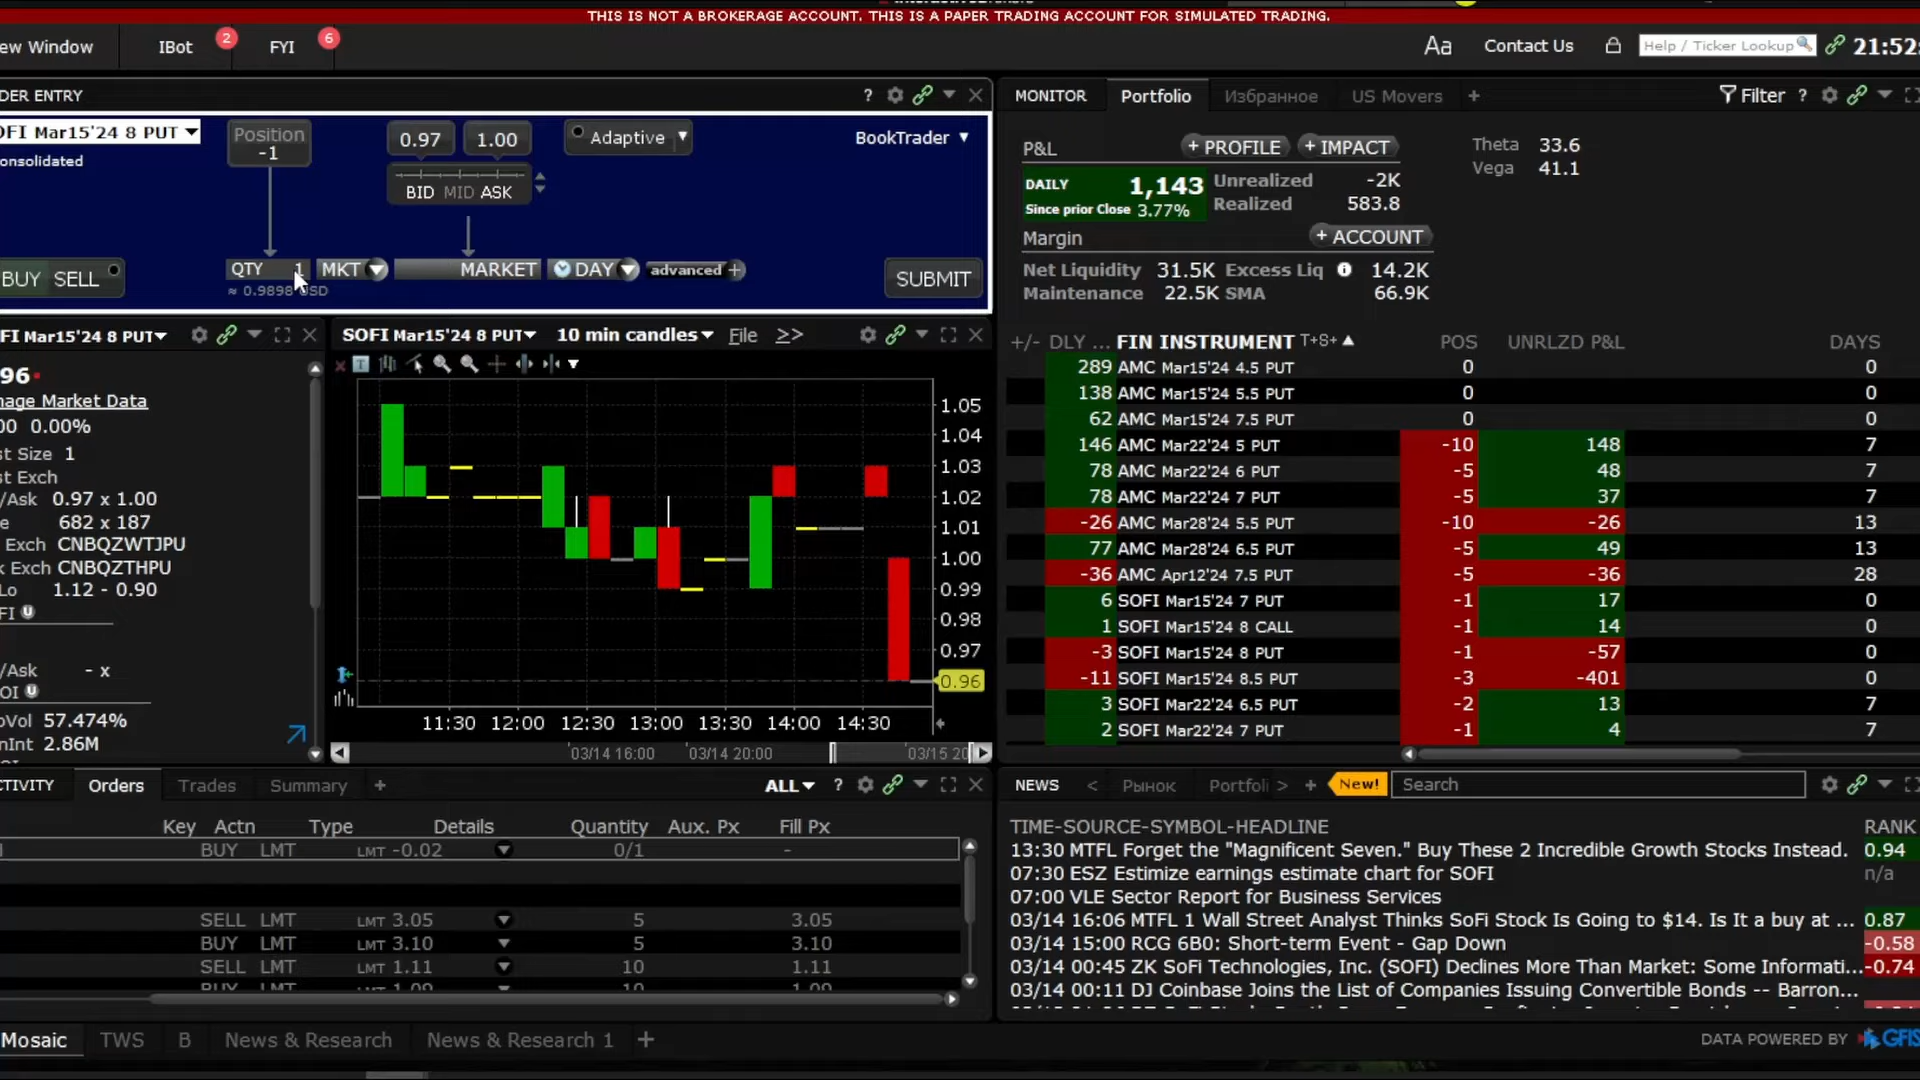 THIS IS NOT A BROKERAGE ACCOUNT. THIS IS A PAPER TRADING ACCOUNT FOR SIMULATED TRADING.
ew Window IBot 2 FYI 6 Aa Contact Us Help / Ticker Lookup 21:52:
DER ENTRY ?
OFI Mar15'24 8 PUT Position -1 0.97 1.00 Adaptive BookTrader
onsolidated
BID MID ASK
BUY SELL QTY 1 MKT MARKET DAY advanced + SUBMIT
≈ 0.9898 USD
FI Mar15'24 8 PUT
96
nage Market Data
00 0.00%
st Size 1
st Exch
/Ask 0.97 x 1.00
e 682 x 187
Exch CNBQZWTJPU
k Exch CNBQZTHPU
Lo 1.12 - 0.90
FI U
/Ask - x
OI U
oVol 57.474%
nInt 2.86M
SOFI Mar15'24 8 PUT 10 min candles File >>
1.05
1.04
1.03
1.02
1.01
1.00
0.99
0.98
0.97
0.96
11:30 12:00 12:30 13:00 13:30 14:00 14:30
03/14 16:00 03/14 20:00 03/15 20
MONITOR Portfolio Избранное US Movers + Filter ?
P&L + PROFILE + IMPACT Theta 33.6
Vega 41.1
DAILY 1,143 Unrealized -2K
Since prior Close 3.77% Realized 583.8
Margin + ACCOUNT
Net Liquidity 31.5K Excess Liq 14.2K
Maintenance 22.5K SMA 66.9K
+/- DLY ... FIN INSTRUMENT T+S+ POS UNRLZD P&L DAYS
289 AMC Mar15'24 4.5 PUT 0 0
138 AMC Mar15'24 5.5 PUT 0 0
62 AMC Mar15'24 7.5 PUT 0 0
146 AMC Mar22'24 5 PUT -10 148 7
78 AMC Mar22'24 6 PUT -5 48 7
78 AMC Mar22'24 7 PUT -5 37 7
-26 AMC Mar28'24 5.5 PUT -10 -26 13
77 AMC Mar28'24 6.5 PUT -5 49 13
-36 AMC Apr12'24 7.5 PUT -5 -36 28
6 SOFI Mar15'24 7 PUT -1 17 0
1 SOFI Mar15'24 8 CALL -1 14 0
-3 SOFI Mar15'24 8 PUT -1 -57 0
-11 SOFI Mar15'24 8.5 PUT -3 -401 0
3 SOFI Mar22'24 6.5 PUT -2 13 7
2 SOFI Mar22'24 7 PUT -1 4 7
CTIVITY Orders Trades Summary + ALL ?
Key Actn Type Details Quantity Aux. Px Fill Px
BUY LMT LMT -0.02 0/1 -
SELL LMT LMT 3.05 5 3.05
BUY LMT LMT 3.10 5 3.10
SELL LMT LMT 1.11 10 1.11
BUY LMT LMT 1.09 10 1.09
NEWS < Рынок Portfoli > + New! Search
TIME-SOURCE-SYMBOL-HEADLINE RANK
13:30 MTFL Forget the "Magnificent Seven." Buy These 2 Incredible Growth Stocks Instead. 0.94
07:30 ESZ Estimize earnings estimate chart for SOFI n/a
07:00 VLE Sector Report for Business Services
03/14 16:06 MTFL 1 Wall Street Analyst Thinks SoFi Stock Is Going to $14. Is It a buy at ... 0.87
03/14 15:00 RCG 6B0: Short-term Event - Gap Down -0.58
03/14 00:45 ZK SoFi Technologies, Inc. (SOFI) Declines More Than Market: Some Informati... -0.74
03/14 00:11 DJ Coinbase Joins the List of Companies Issuing Convertible Bonds -- Barron...
Mosaic TWS B News & Research News & Research 1 + DATA POWERED BY GFIS